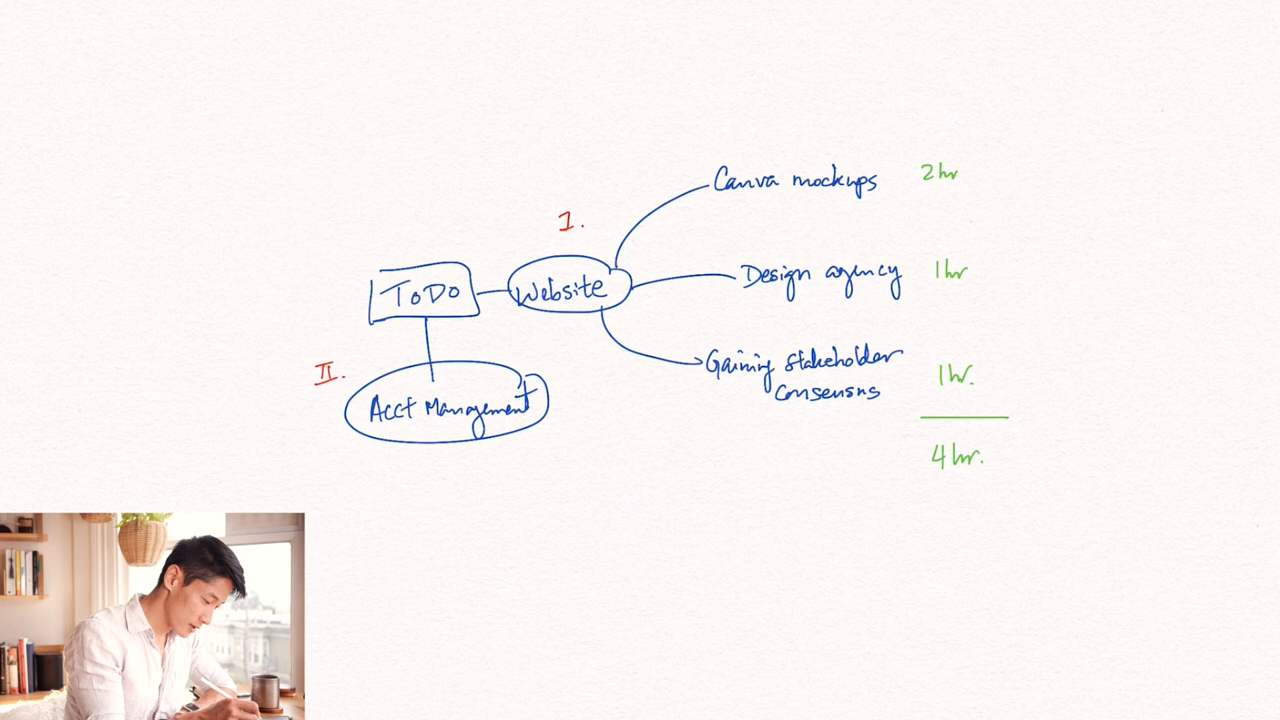 Canva mockups 2hr
I.
Design agency 1hr
ToDo
Website
Gaining stakeholder
consensus
1hr.
II.
Acct Management
4hr.